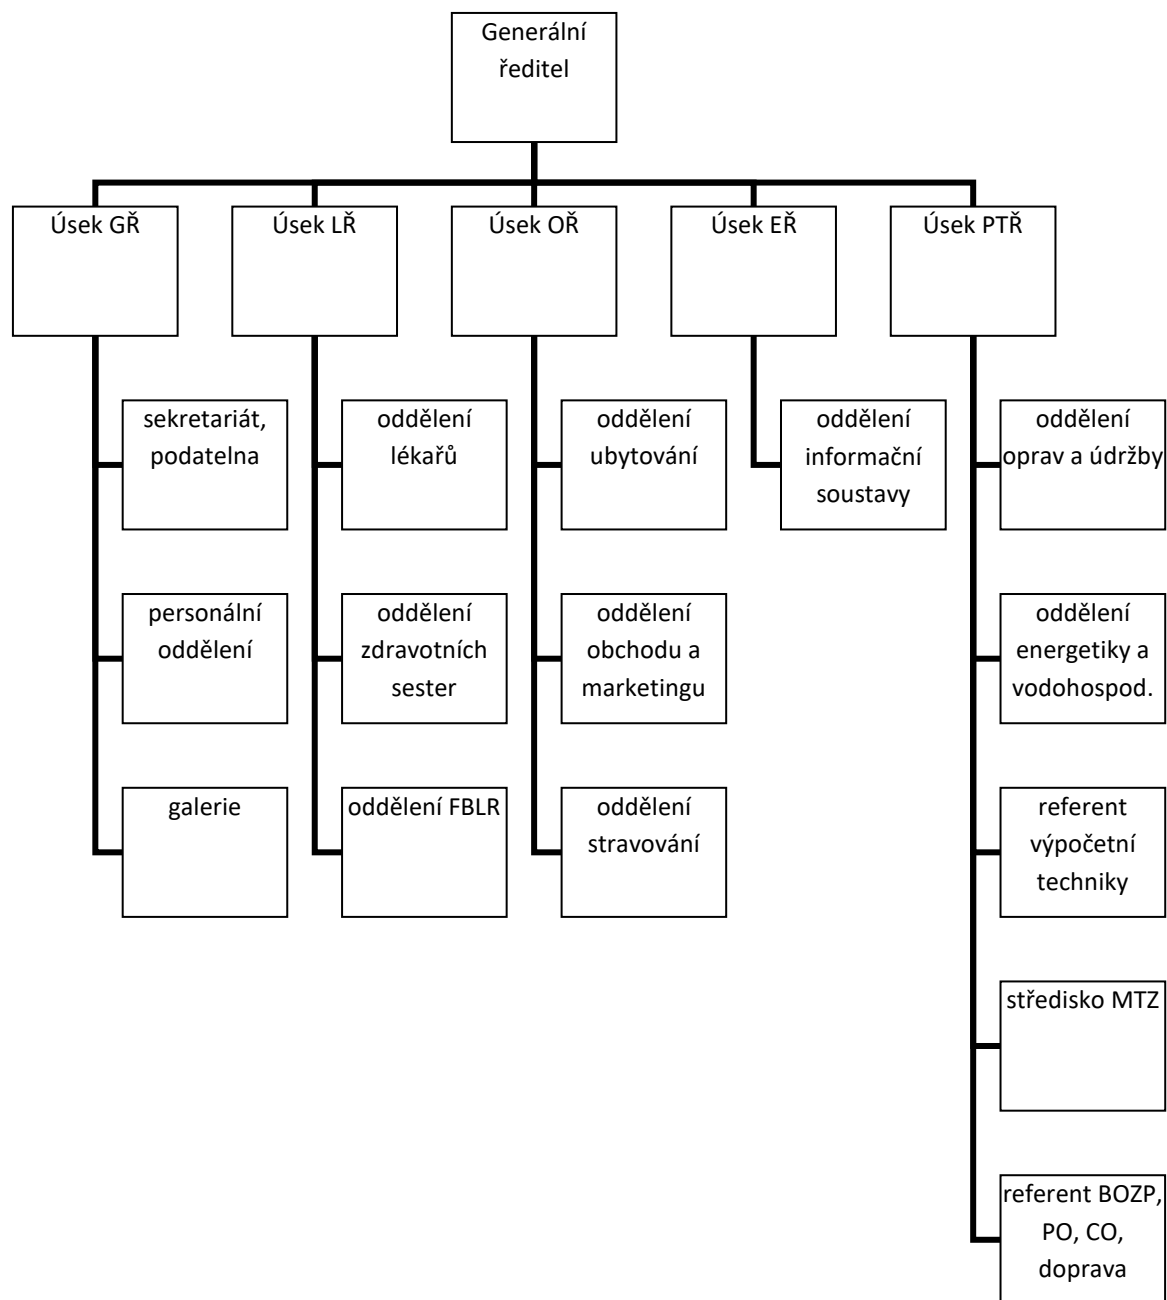 Generální
ředitel
Úsek GŘ
Úsek LŘ
Úsek OŘ
Úsek EŘ
Úsek PTŘ
sekretariát,
podatelna
oddělení
lékařů
oddělení
ubytování
oddělení
informační
soustavy
oddělení
oprav a údržby
personální
oddělení
oddělení
zdravotních
sester
oddělení
obchodu a
marketingu
oddělení
energetiky a
vodohospod.
galerie
oddělení FBLR
oddělení
stravování
referent
výpočetní
techniky
středisko MTZ
referent BOZP,
PO, CO,
doprava